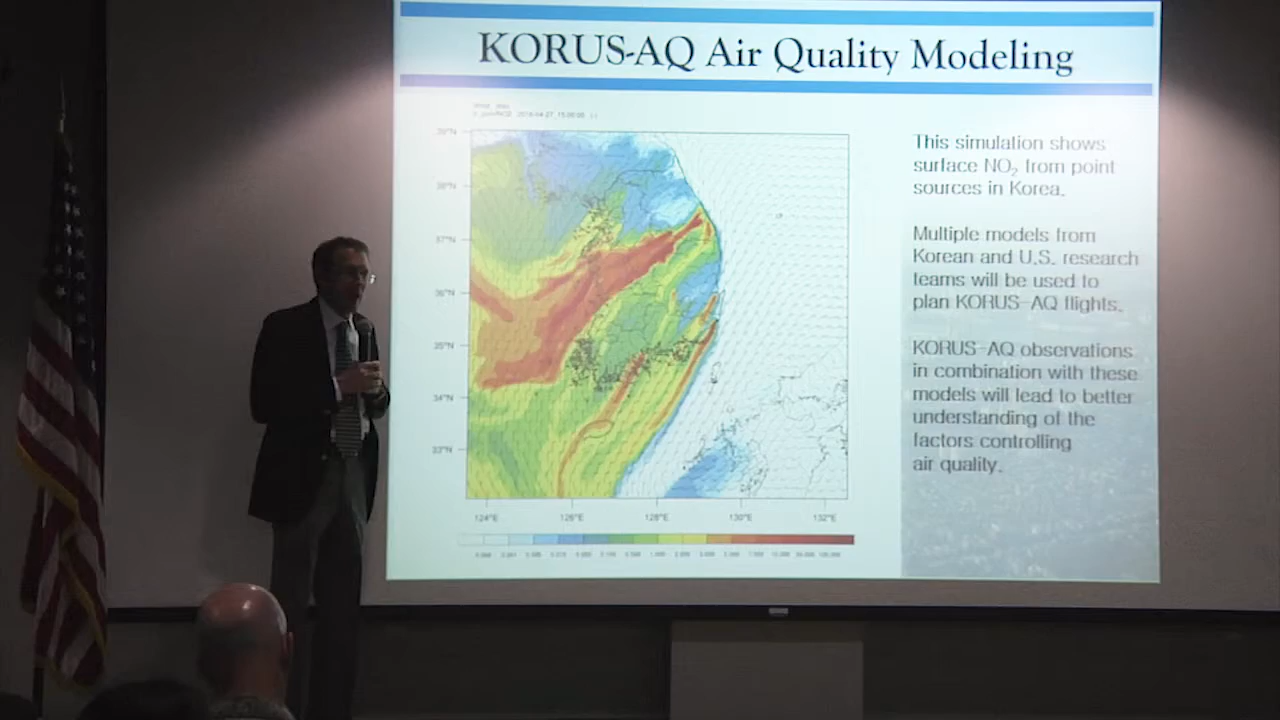 KORUS-AQ Air Quality Modeling
This simulation shows
surface NO₂ from point
sources in Korea.
Multiple models from
Korean and U.S. research
teams will be used to
plan KORUS-AQ flights.
KORUS-AQ observations
in combination with these
models will lead to better
understanding of the
factors controlling
air quality.
39°N
38°N
37°N
36°N
35°N
34°N
33°N
124°E 126°E 128°E 130°E 132°E